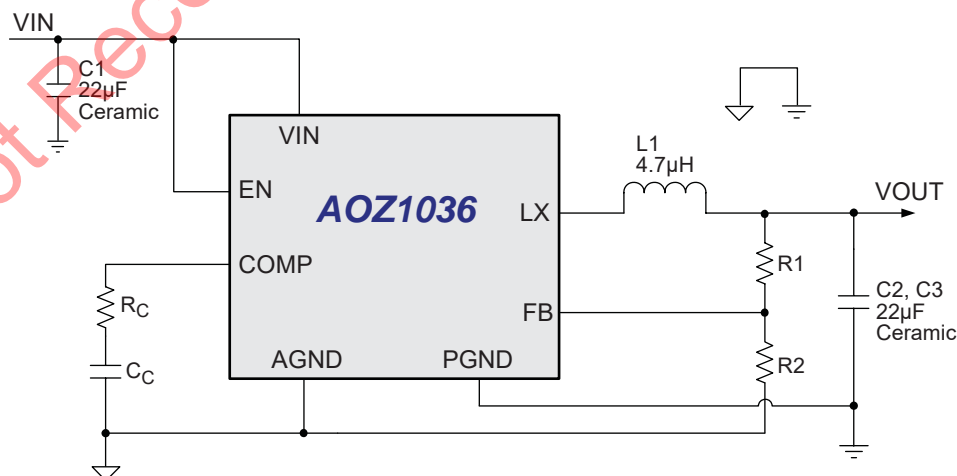 VIN
C1
22µF
Ceramic
VIN
EN
AOZ1036
LX
COMP
FB
AGND
PGND
RC
CC
L1
4.7µH
VOUT
R1
C2, C3
22µF
Ceramic
R2